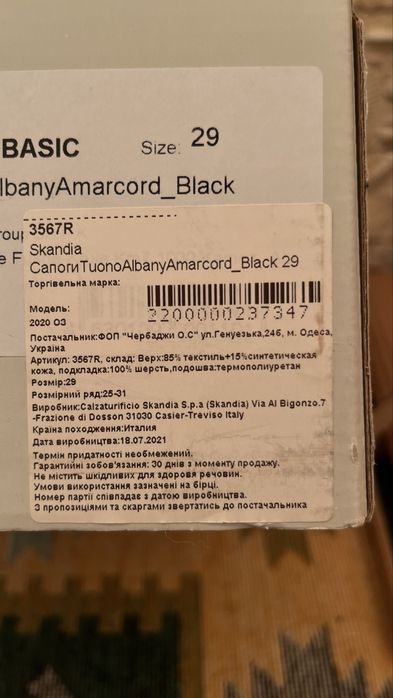 BASIC Size: 29
lbanyAmarcord_Black
3567R
Skandia
СапогиTuonoAlbanyAmarcord_Black 29
Торгівельна марка:
Модель: 2200000237347
2020 ОЗ
Постачальник:ФОП "Чербаджи О.С" ул.Генуезька,24б, м. Одеса,
Україна
Артикул: 3567R, склад: Верх:85% текстиль+15%синтетическая
кожа, подкладка:100% шерсть,подошва:термополиуретан
Розмір:29
Розмірний ряд:25-31
Виробник:Calzaturificio Skandia S.p.a (Skandia) Via Al Bigonzo.7
-Frazione di Dosson 31030 Casier-Treviso Italy
Країна походження:Италия
Дата виробництва:18.07.2021
Термін придатності необмежений.
Гарантійні зобов'язання: 30 днів з моменту продажу.
Не містить шкідливих для здоров'я речовин.
Умови використання зазначені на бірці.
Номер партії співпадає з датою виробництва.
З пропозиціями та скаргами звертатись до постачальника